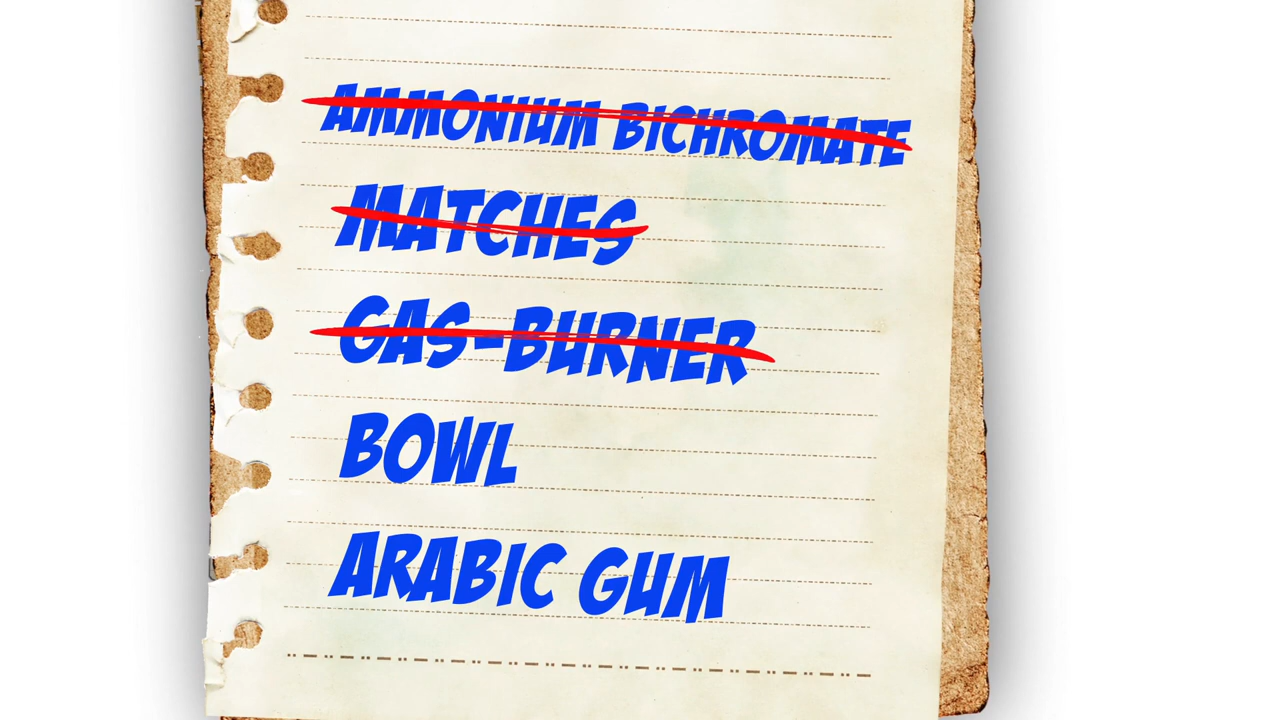 AMMONIUM BICHROMATE
MATCHES
GAS-BURNER
BOWL
ARABIC GUM